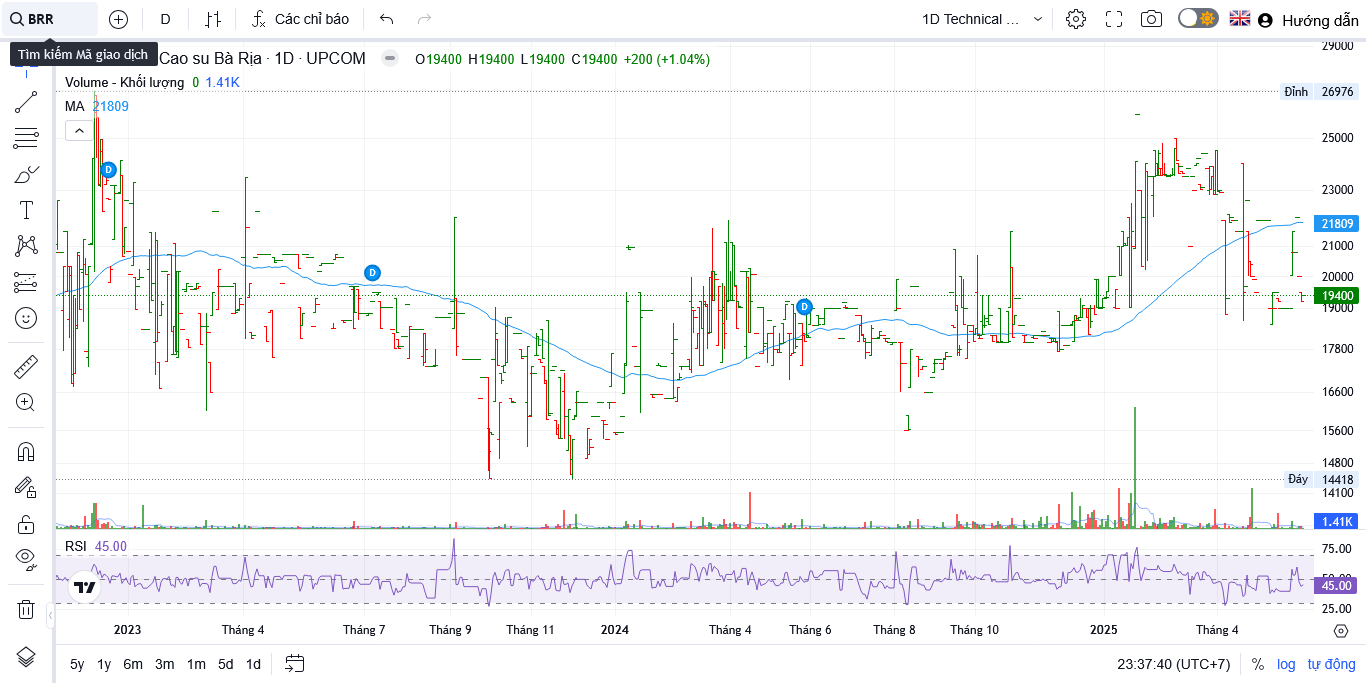 BRR D Các chỉ báo 1D Technical ... Hướng dẫn
Tìm kiếm Mã giao dịch
Cao su Bà Rịa · 1D · UPCOM O19400 H19400 L19400 C19400 +200 (+1.04%)
Volume - Khối lượng 0 1.41K
MA 21809
D
D
D
29000
Đỉnh 26976
25000
23000
21809
21000
20000
19400
19000
17800
16600
15600
14800
Đáy 14418
14100
1.41K
RSI 45.00
75.00
50.00
45.00
25.00
2023 Tháng 4 Tháng 7 Tháng 9 Tháng 11 2024 Tháng 4 Tháng 6 Tháng 8 Tháng 10 2025 Tháng 4
5y 1y 6m 3m 1m 5d 1d 23:37:40 (UTC+7) % log tự động